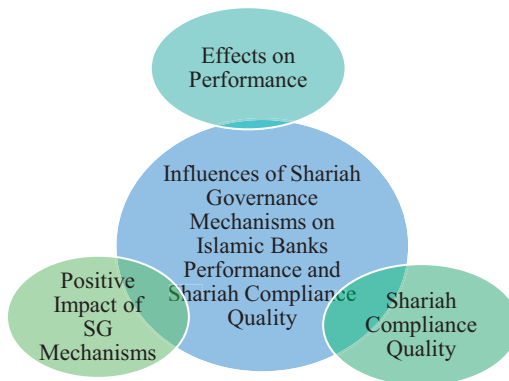 Effects on
Performance
Influences of Shariah
Governance
Mechanisms on
Islamic Banks
Performance and
Shariah Compliance
Quality
Positive
Impact of
SG
Mechanisms
Shariah
Compliance
Quality